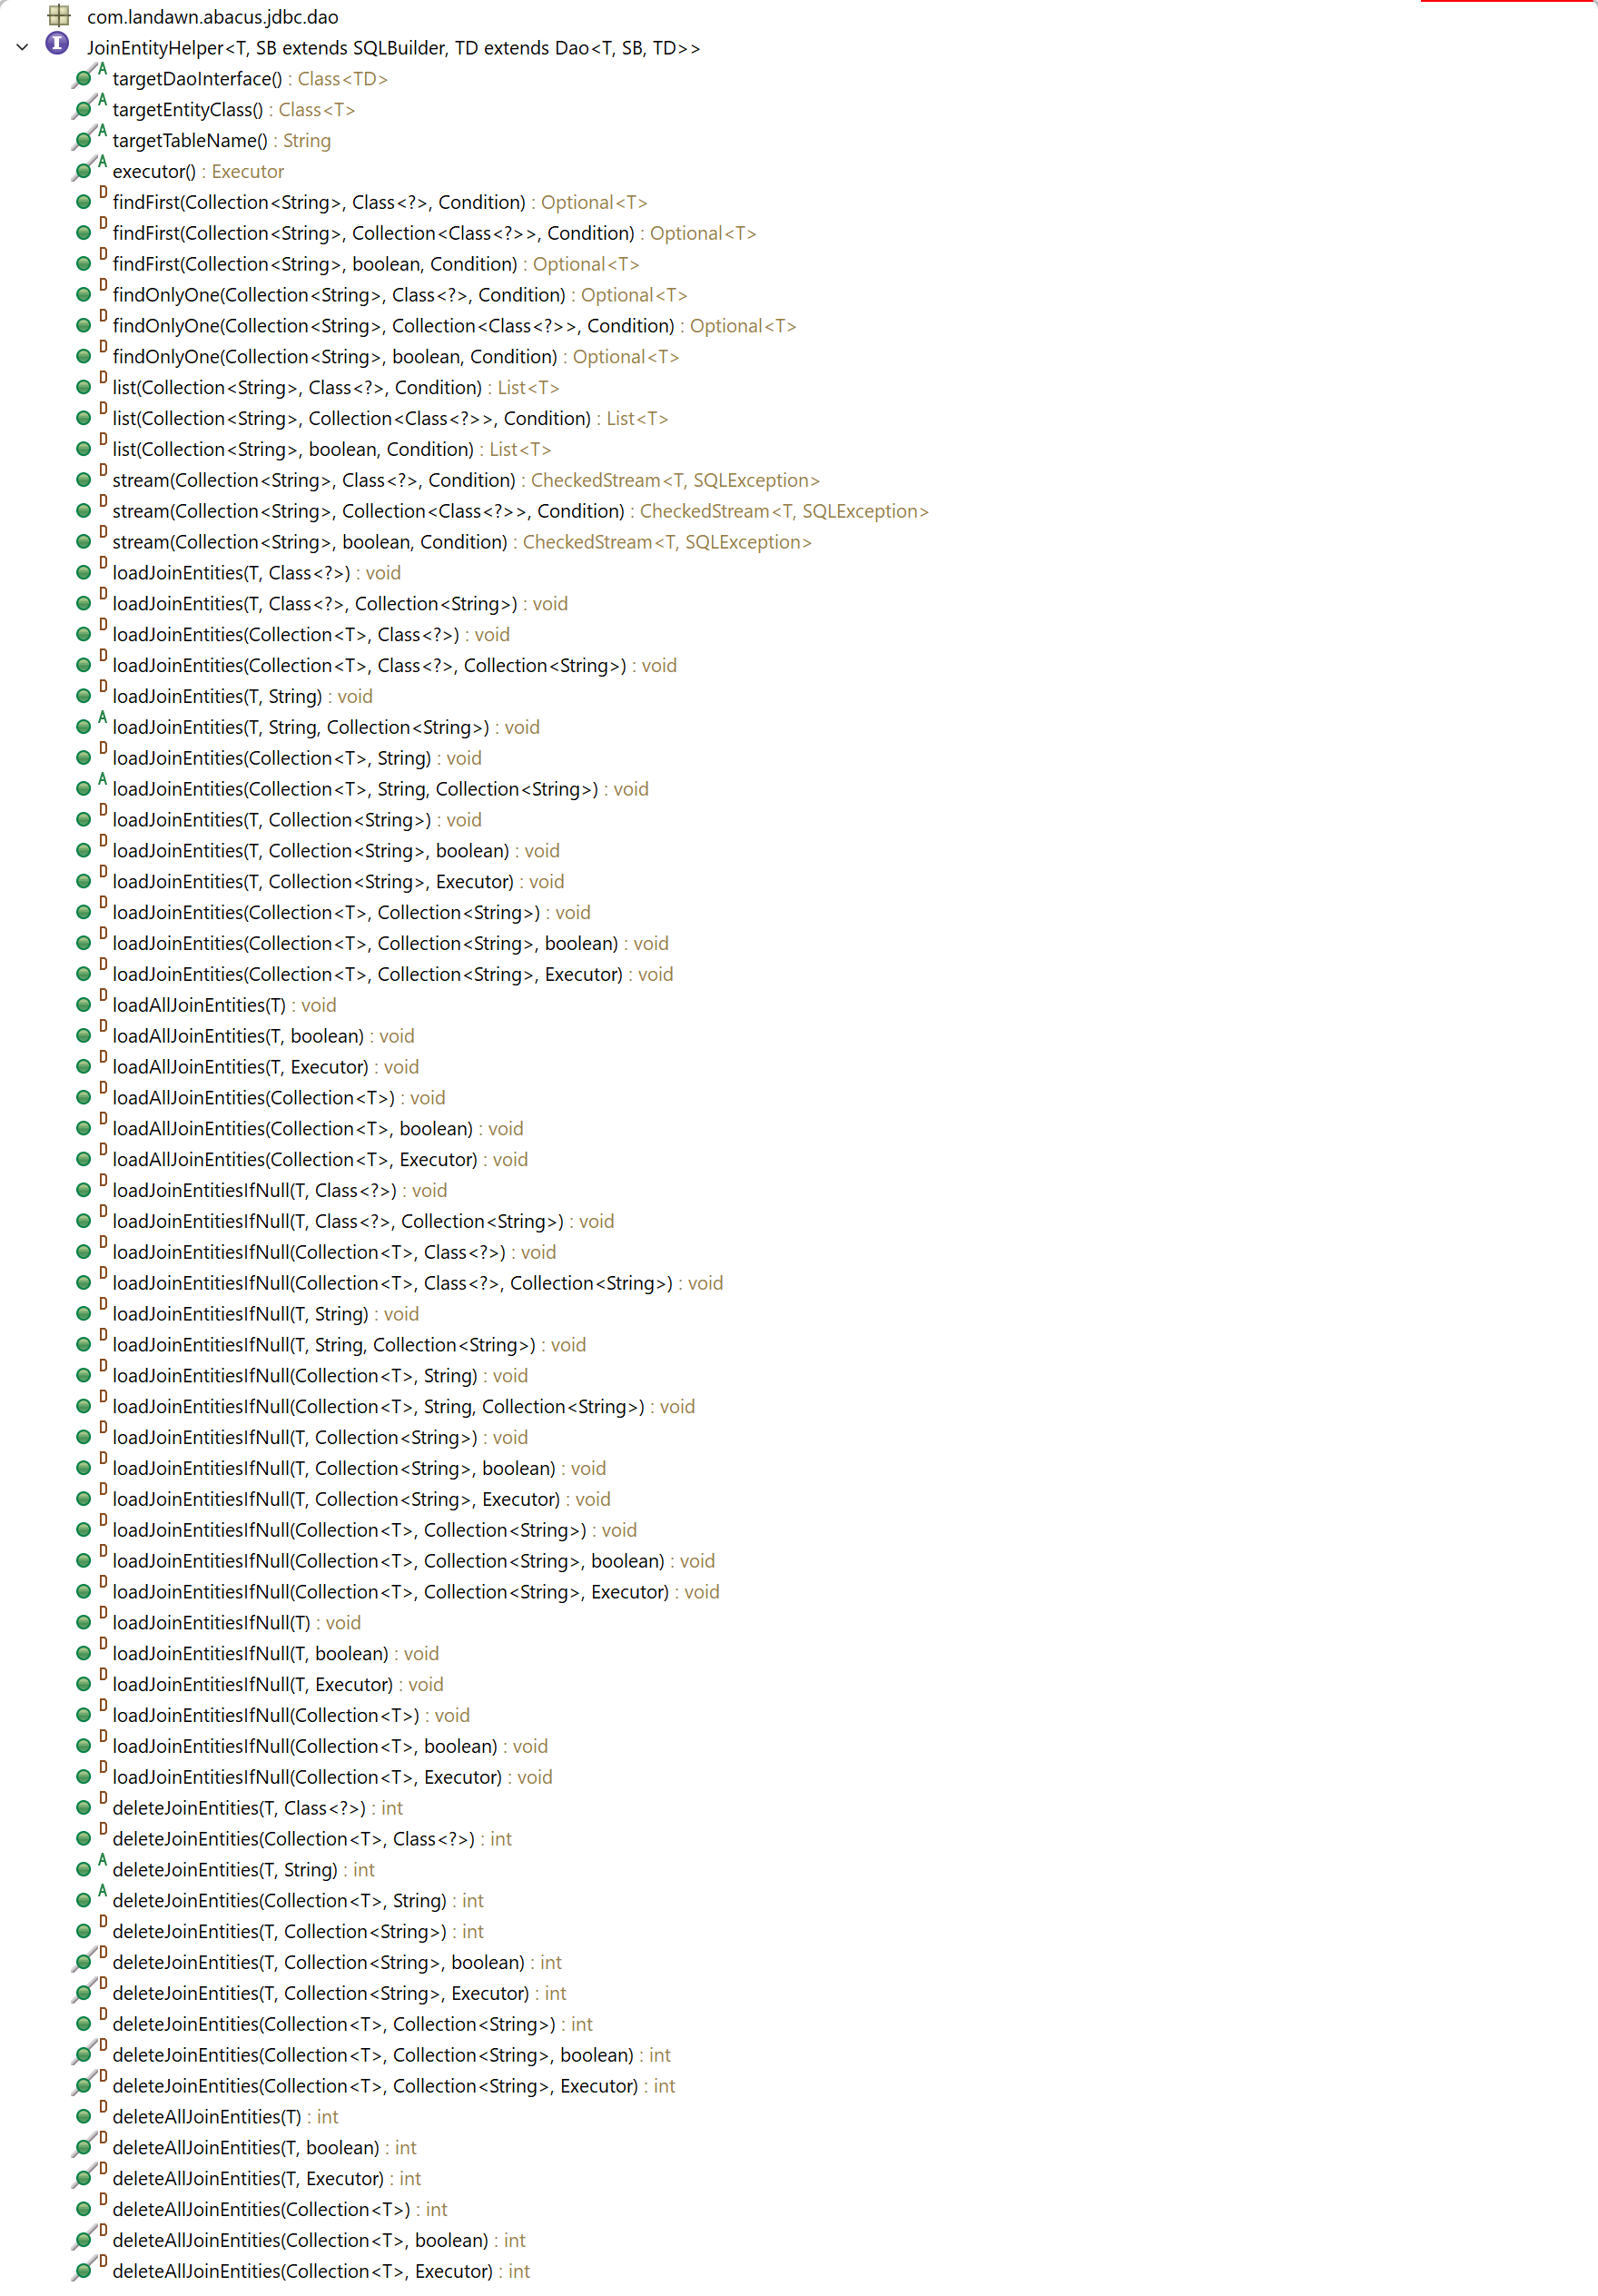 com.landawn.abacus.jdbc.dao
I JoinEntityHelper<T, SB extends SQLBuilder, TD extends Dao<T, SB, TD>>
A targetDaoInterface() : Class<TD>
A targetEntityClass() : Class<T>
A targetTableName() : String
A executor() : Executor
D findFirst(Collection<String>, Class<?>, Condition) : Optional<T>
D findFirst(Collection<String>, Collection<Class<?>>, Condition) : Optional<T>
D findFirst(Collection<String>, boolean, Condition) : Optional<T>
D findOnlyOne(Collection<String>, Class<?>, Condition) : Optional<T>
D findOnlyOne(Collection<String>, Collection<Class<?>>, Condition) : Optional<T>
D findOnlyOne(Collection<String>, boolean, Condition) : Optional<T>
D list(Collection<String>, Class<?>, Condition) : List<T>
D list(Collection<String>, Collection<Class<?>>, Condition) : List<T>
D list(Collection<String>, boolean, Condition) : List<T>
D stream(Collection<String>, Class<?>, Condition) : CheckedStream<T, SQLException>
D stream(Collection<String>, Collection<Class<?>>, Condition) : CheckedStream<T, SQLException>
D stream(Collection<String>, boolean, Condition) : CheckedStream<T, SQLException>
D loadJoinEntities(T, Class<?>) : void
D loadJoinEntities(T, Class<?>, Collection<String>) : void
D loadJoinEntities(Collection<T>, Class<?>) : void
D loadJoinEntities(Collection<T>, Class<?>, Collection<String>) : void
D loadJoinEntities(T, String) : void
A loadJoinEntities(T, String, Collection<String>) : void
D loadJoinEntities(Collection<T>, String) : void
A loadJoinEntities(Collection<T>, String, Collection<String>) : void
D loadJoinEntities(T, Collection<String>) : void
D loadJoinEntities(T, Collection<String>, boolean) : void
D loadJoinEntities(T, Collection<String>, Executor) : void
D loadJoinEntities(Collection<T>, Collection<String>) : void
D loadJoinEntities(Collection<T>, Collection<String>, boolean) : void
D loadJoinEntities(Collection<T>, Collection<String>, Executor) : void
D loadAllJoinEntities(T) : void
D loadAllJoinEntities(T, boolean) : void
D loadAllJoinEntities(T, Executor) : void
D loadAllJoinEntities(Collection<T>) : void
D loadAllJoinEntities(Collection<T>, boolean) : void
D loadAllJoinEntities(Collection<T>, Executor) : void
D loadJoinEntitiesIfNull(T, Class<?>) : void
D loadJoinEntitiesIfNull(T, Class<?>, Collection<String>) : void
D loadJoinEntitiesIfNull(Collection<T>, Class<?>) : void
D loadJoinEntitiesIfNull(Collection<T>, Class<?>, Collection<String>) : void
D loadJoinEntitiesIfNull(T, String) : void
D loadJoinEntitiesIfNull(T, String, Collection<String>) : void
D loadJoinEntitiesIfNull(Collection<T>, String) : void
D loadJoinEntitiesIfNull(Collection<T>, String, Collection<String>) : void
D loadJoinEntitiesIfNull(T, Collection<String>) : void
D loadJoinEntitiesIfNull(T, Collection<String>, boolean) : void
D loadJoinEntitiesIfNull(T, Collection<String>, Executor) : void
D loadJoinEntitiesIfNull(Collection<T>, Collection<String>) : void
D loadJoinEntitiesIfNull(Collection<T>, Collection<String>, boolean) : void
D loadJoinEntitiesIfNull(Collection<T>, Collection<String>, Executor) : void
D loadJoinEntitiesIfNull(T) : void
D loadJoinEntitiesIfNull(T, boolean) : void
D loadJoinEntitiesIfNull(T, Executor) : void
D loadJoinEntitiesIfNull(Collection<T>) : void
D loadJoinEntitiesIfNull(Collection<T>, boolean) : void
D loadJoinEntitiesIfNull(Collection<T>, Executor) : void
D deleteJoinEntities(T, Class<?>) : int
D deleteJoinEntities(Collection<T>, Class<?>) : int
A deleteJoinEntities(T, String) : int
A deleteJoinEntities(Collection<T>, String) : int
D deleteJoinEntities(T, Collection<String>) : int
D deleteJoinEntities(T, Collection<String>, boolean) : int
D deleteJoinEntities(T, Collection<String>, Executor) : int
D deleteJoinEntities(Collection<T>, Collection<String>) : int
D deleteJoinEntities(Collection<T>, Collection<String>, boolean) : int
D deleteJoinEntities(Collection<T>, Collection<String>, Executor) : int
D deleteAllJoinEntities(T) : int
D deleteAllJoinEntities(T, boolean) : int
D deleteAllJoinEntities(T, Executor) : int
D deleteAllJoinEntities(Collection<T>) : int
D deleteAllJoinEntities(Collection<T>, boolean) : int
D deleteAllJoinEntities(Collection<T>, Executor) : int